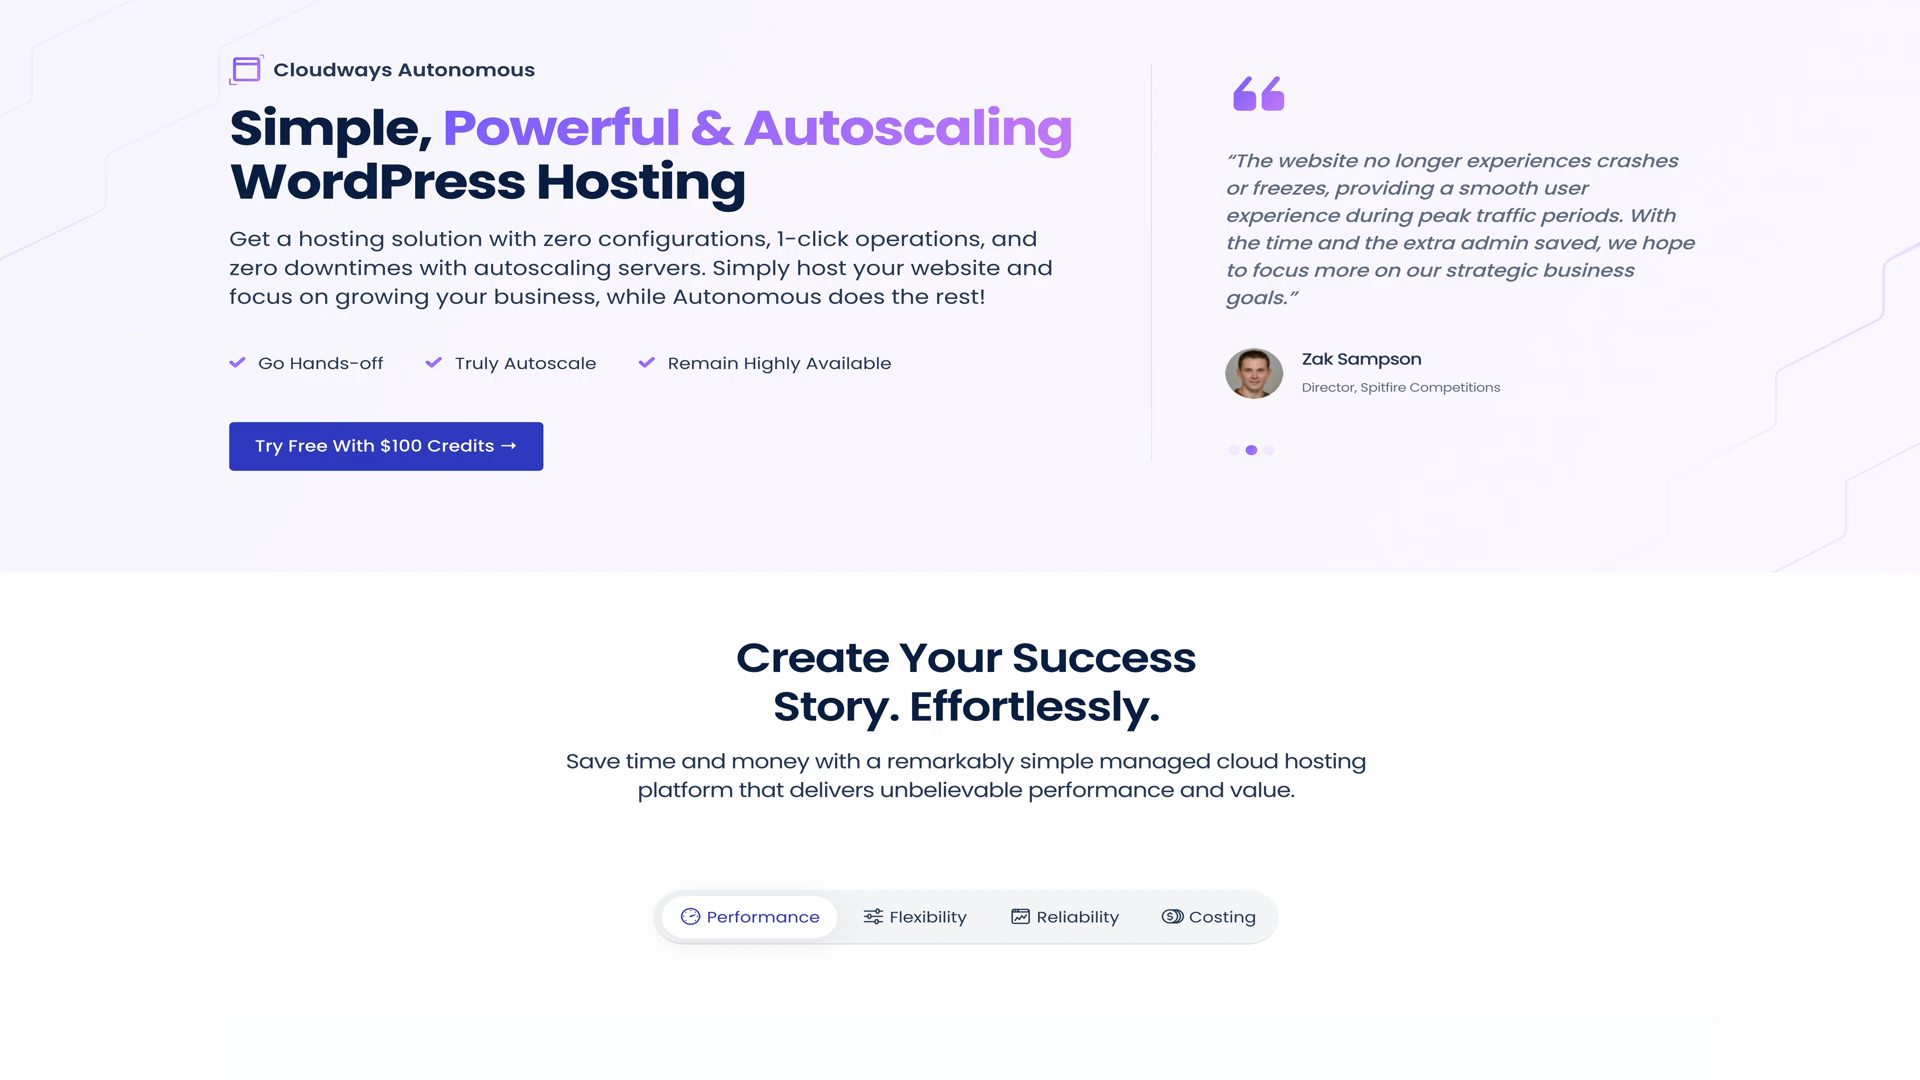 Cloudways Autonomous
Simple, Powerful & Autoscaling
WordPress Hosting
Get a hosting solution with zero configurations, 1-click operations, and
zero downtimes with autoscaling servers. Simply host your website and
focus on growing your business, while Autonomous does the rest!
Go Hands-off
Truly Autoscale
Remain Highly Available
Try Free With $100 Credits →
“The website no longer experiences crashes
or freezes, providing a smooth user
experience during peak traffic periods. With
the time and the extra admin saved, we hope
to focus more on our strategic business
goals.”
Zak Sampson
Director, Spitfire Competitions
Create Your Success
Story. Effortlessly.
Save time and money with a remarkably simple managed cloud hosting
platform that delivers unbelievable performance and value.
Performance
Flexibility
Reliability
Costing